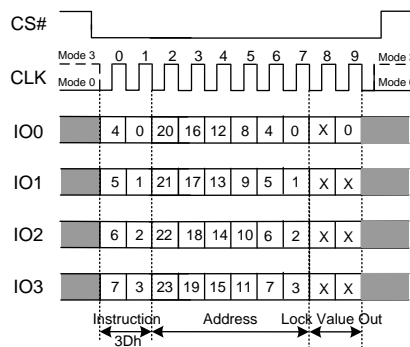 CS#
Mode 3 0 1 2 3 4 5 6 7 8 9 Mode 3
CLK Mode 0 Mode
IO0 4 0 20 16 12 8 4 0 X 0
IO1 5 1 21 17 13 9 5 1 X X
IO2 6 2 22 18 14 10 6 2 X X
IO3 7 3 23 19 15 11 7 3 X X
Instruction Address Lock Value Out
3Dh